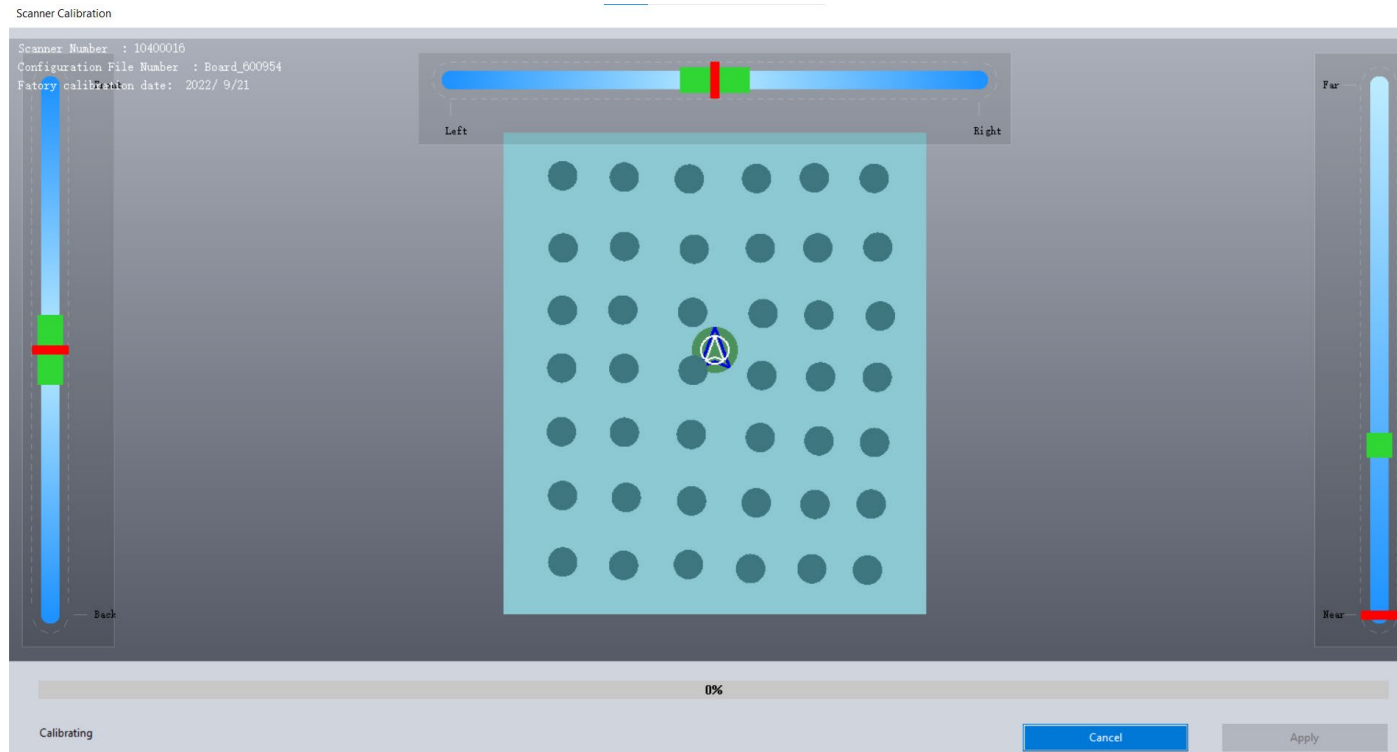 Scanner Calibration
Scanner Number : 10400016
Configuration File Number : Board_600954
Fatory calibration date: 2022/ 9/21
Front
Left
Right
Far
Back
Near
0%
Calibrating
Cancel
Apply